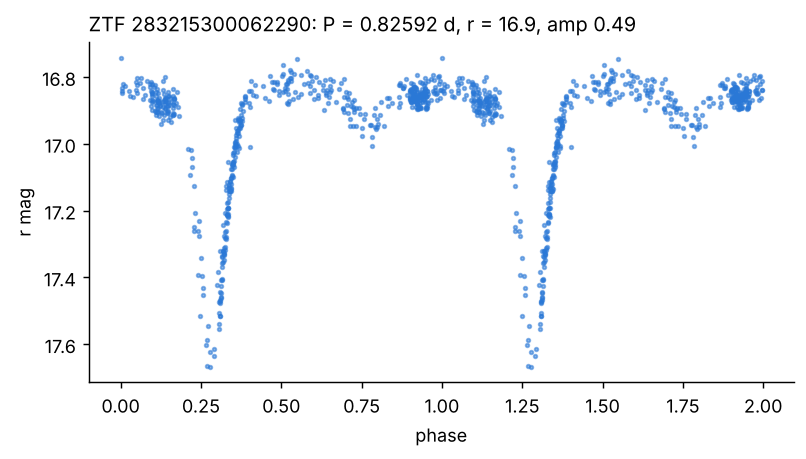 ZTF 283215300062290: P = 0.82592 d, r = 16.9, amp 0.49
16.8
17.0
17.2
17.4
17.6
r mag
0.00 0.25 0.50 0.75 1.00 1.25 1.50 1.75 2.00
phase